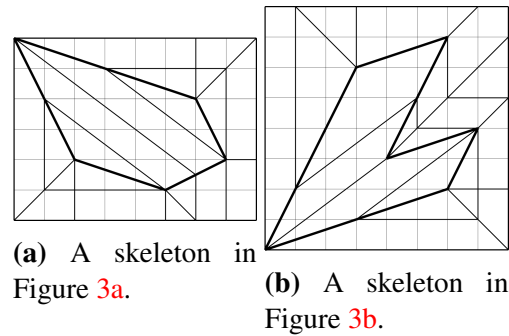 (a) A skeleton in
Figure 3a.
(b) A skeleton in
Figure 3b.